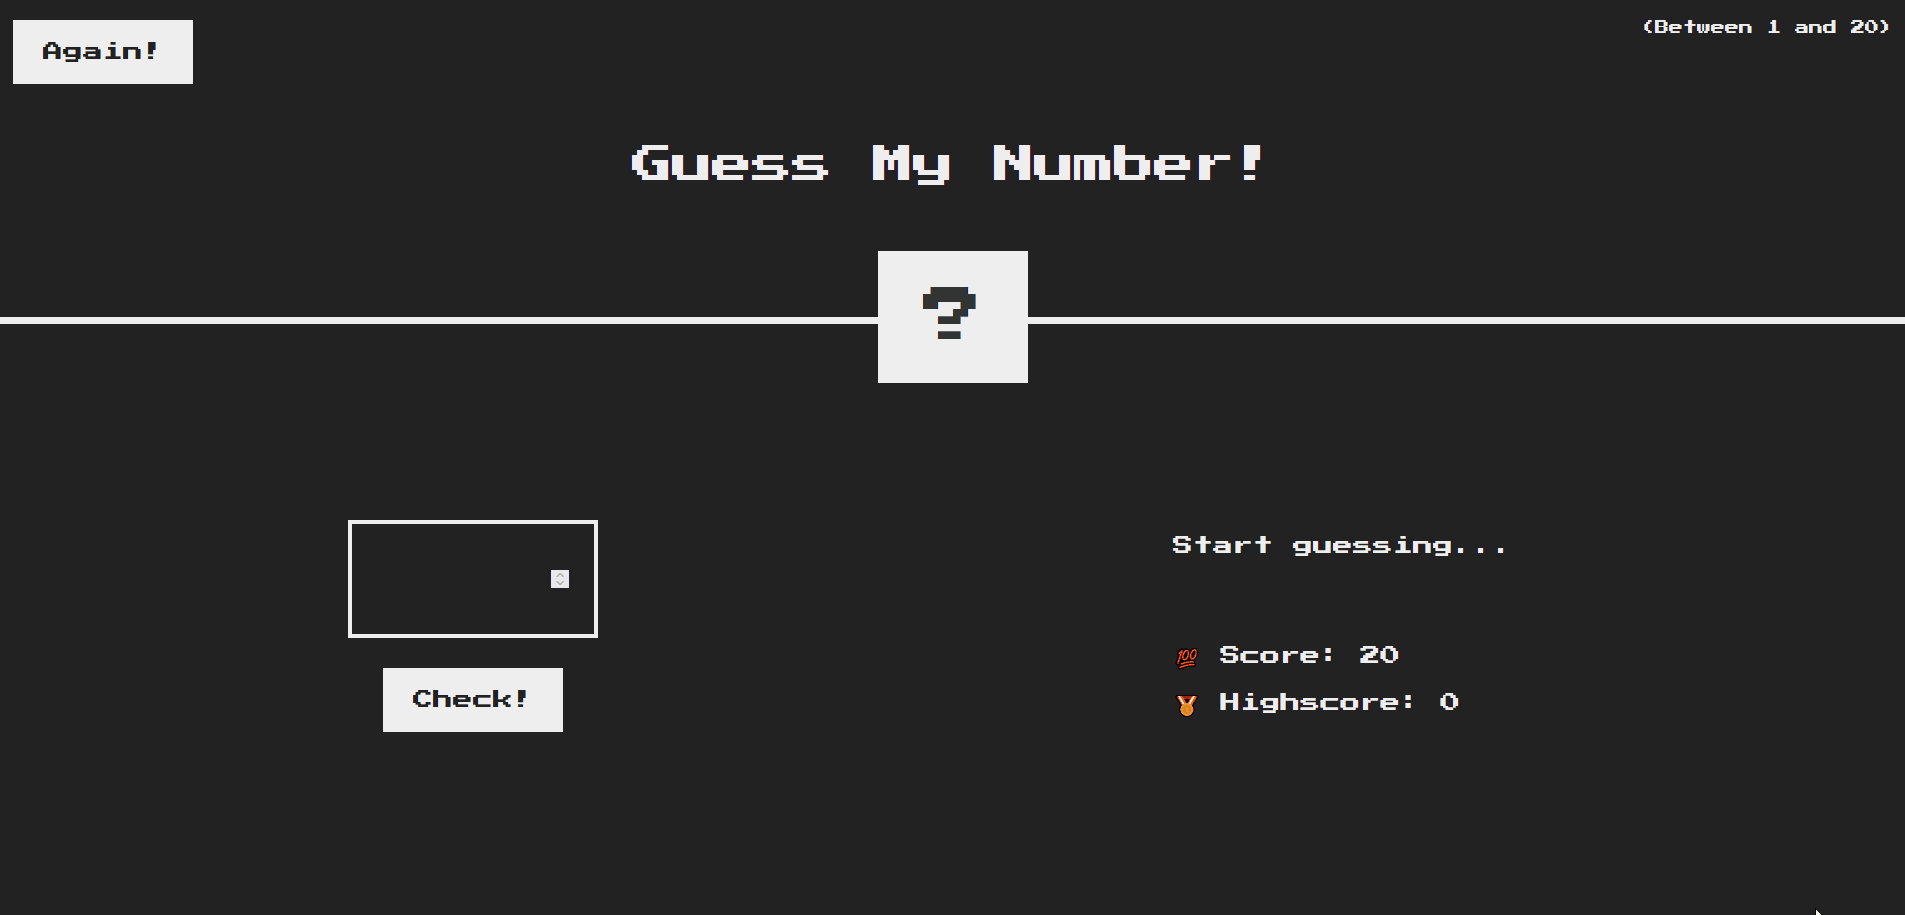 Again!
(Between 1 and 20)
Guess My Number!
?
Start guessing...
Check!
💯 Score: 20
🥇 Highscore: 0